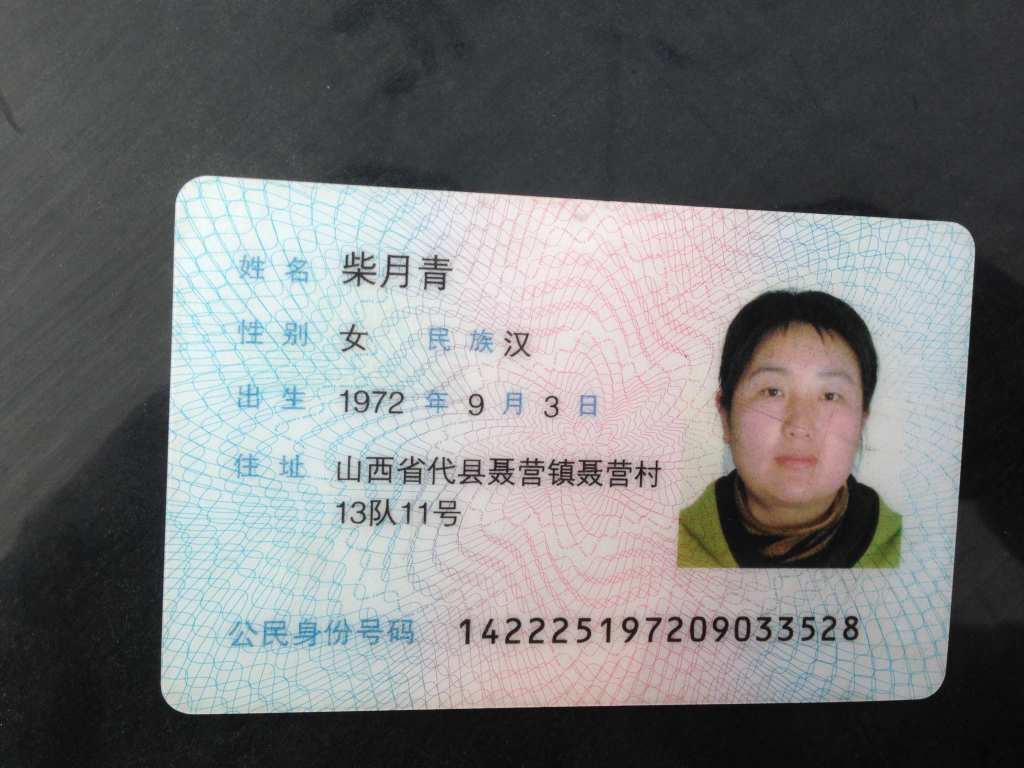 姓名 柴月青
性别 女 民族 汉
出生 1972 年 9 月 3 日
住址 山西省代县聂营镇聂营村
13队11号
公民身份号码 142225197209033528